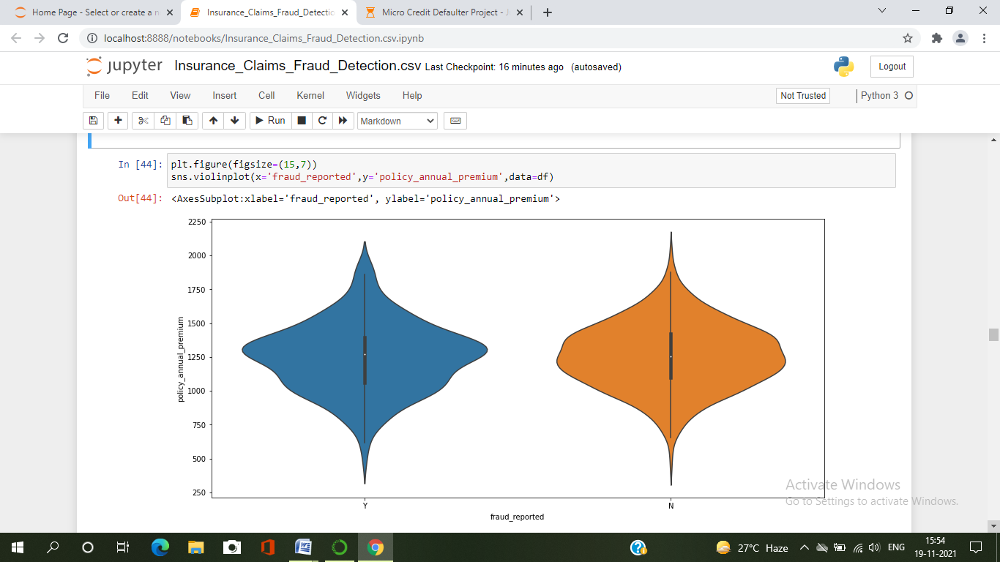 Home Page - Select or create a n
Insurance_Claims_Fraud_Detectio
Micro Credit Defaulter Project - J
localhost:8888/notebooks/Insurance_Claims_Fraud_Detection.csv.ipynb
jupyter Insurance_Claims_Fraud_Detection.csv Last Checkpoint: 16 minutes ago (autosaved)
Logout
File Edit View Insert Cell Kernel Widgets Help
Not Trusted
Python 3
Run
Markdown
In [44]: plt.figure(figsize=(15,7))
sns.violinplot(x='fraud_reported',y='policy_annual_premium',data=df)
Out[44]: <AxesSubplot:xlabel='fraud_reported', ylabel='policy_annual_premium'>
2250
2000
1750
1500
1250
1000
750
500
250
policy_annual_premium
Y
N
fraud_reported
Activate Windows
Go to Settings to activate Windows.
27°C Haze
ENG
15:54
19-11-2021